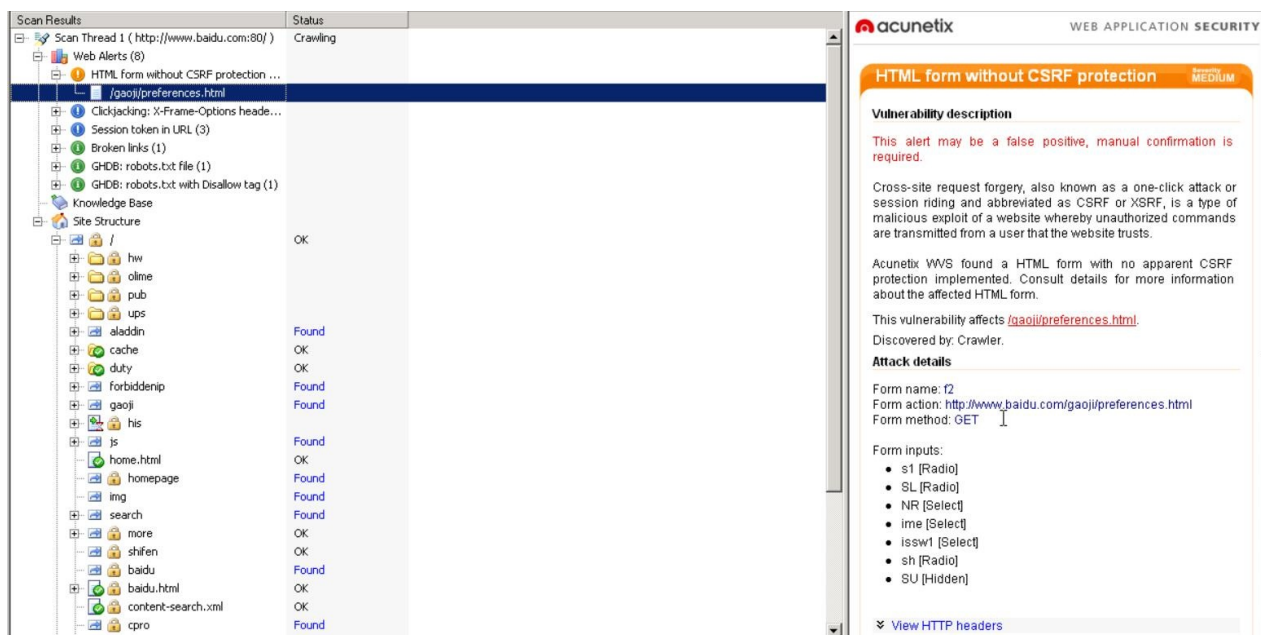 Scan Results Status
Scan Thread 1 ( http://www.baidu.com:80/ ) Crawling
Web Alerts (8)
HTML form without CSRF protection ...
/gaoji/preferences.html
Clickjacking: X-Frame-Options heade...
Session token in URL (3)
Broken links (1)
GHDB: robots.txt file (1)
GHDB: robots.txt with Disallow tag (1)
Knowledge Base
Site Structure
/ OK
hw
olime
pub
ups
aladdin Found
cache OK
duty OK
forbiddenip Found
gaoji Found
his
js Found
home.html OK
homepage Found
img Found
search Found
more OK
shifen OK
baidu Found
baidu.html OK
content-search.xml OK
cpro Found
acunetix WEB APPLICATION SECURITY
HTML form without CSRF protection Severity MEDIUM
Vulnerability description
This alert may be a false positive, manual confirmation is
required.
Cross-site request forgery, also known as a one-click attack or
session riding and abbreviated as CSRF or XSRF, is a type of
malicious exploit of a website whereby unauthorized commands
are transmitted from a user that the website trusts.
Acunetix WVS found a HTML form with no apparent CSRF
protection implemented. Consult details for more information
about the affected HTML form.
This vulnerability affects /gaoji/preferences.html.
Discovered by: Crawler.
Attack details
Form name: f2
Form action: http://www.baidu.com/gaoji/preferences.html
Form method: GET
Form inputs:
• s1 [Radio]
• SL [Radio]
• NR [Select]
• ime [Select]
• issw1 [Select]
• sh [Radio]
• SU [Hidden]
View HTTP headers